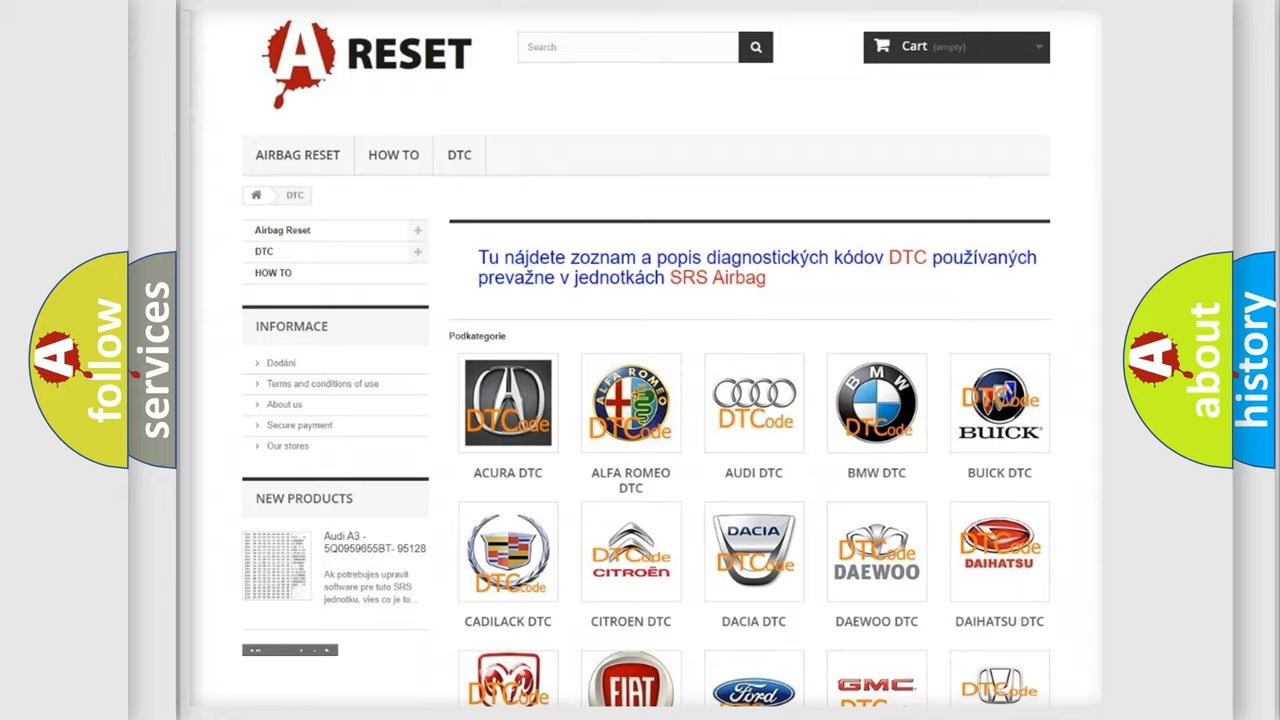 A RESET
Search
Cart (empty)
AIRBAG RESET
HOW TO
DTC
DTC
Airbag Reset
DTC
HOW TO
Tu nájdete zoznam a popis diagnostických kódov DTC používaných
prevažne v jednotkách SRS Airbag
INFORMACE
Dodání
Terms and conditions of use
About us
Secure payment
Our stores
Podkategorie
DTCode
ALFA ROMEO
DTCode
DTCode
BMW
DTCode
DTCode
BUICK
ACURA DTC
ALFA ROMEO
DTC
AUDI DTC
BMW DTC
BUICK DTC
NEW PRODUCTS
Audi A3 -
5Q0959655BT- 95128
Ak potrebujes upravit
software pre tuto SRS
jednotku, vies co je to...
DTCode
DTCode
CITROËN
DACIA
DTCode
DTCode
DAEWOO
DTCode
DAIHATSU
CADILACK DTC
CITROEN DTC
DACIA DTC
DAEWOO DTC
DAIHATSU DTC
DTCode
FIAT
Ford
GMC
DTCode
A follow
services
A about
history